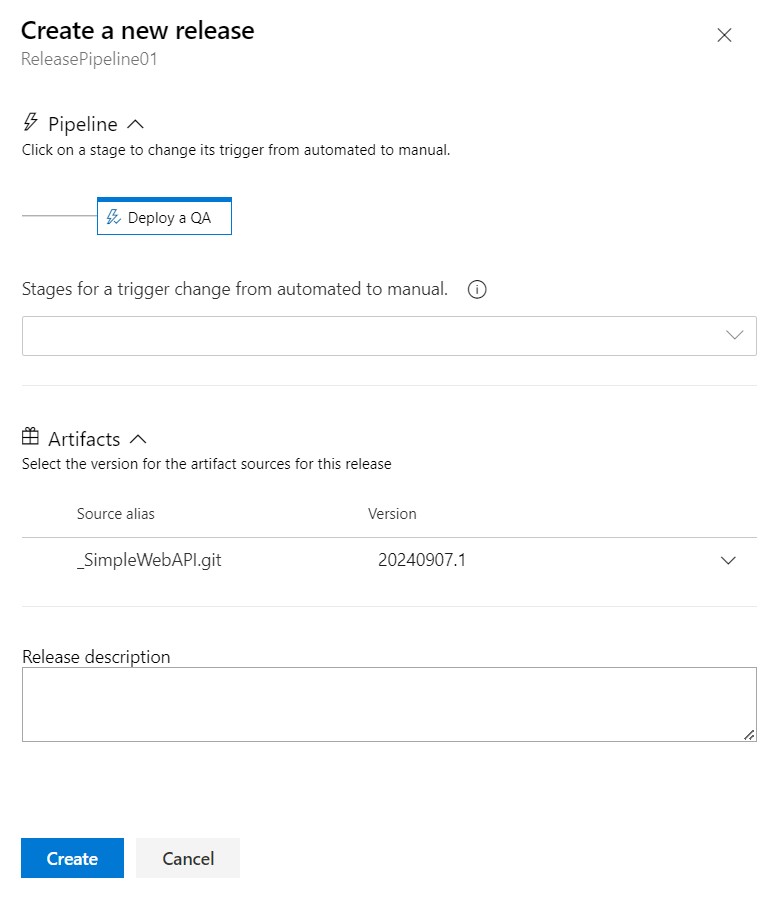 Create a new release
ReleasePipeline01
Pipeline
Click on a stage to change its trigger from automated to manual.
Deploy a QA
Stages for a trigger change from automated to manual.
Artifacts
Select the version for the artifact sources for this release
Source alias Version
_SimpleWebAPI.git 20240907.1
Release description
Create Cancel